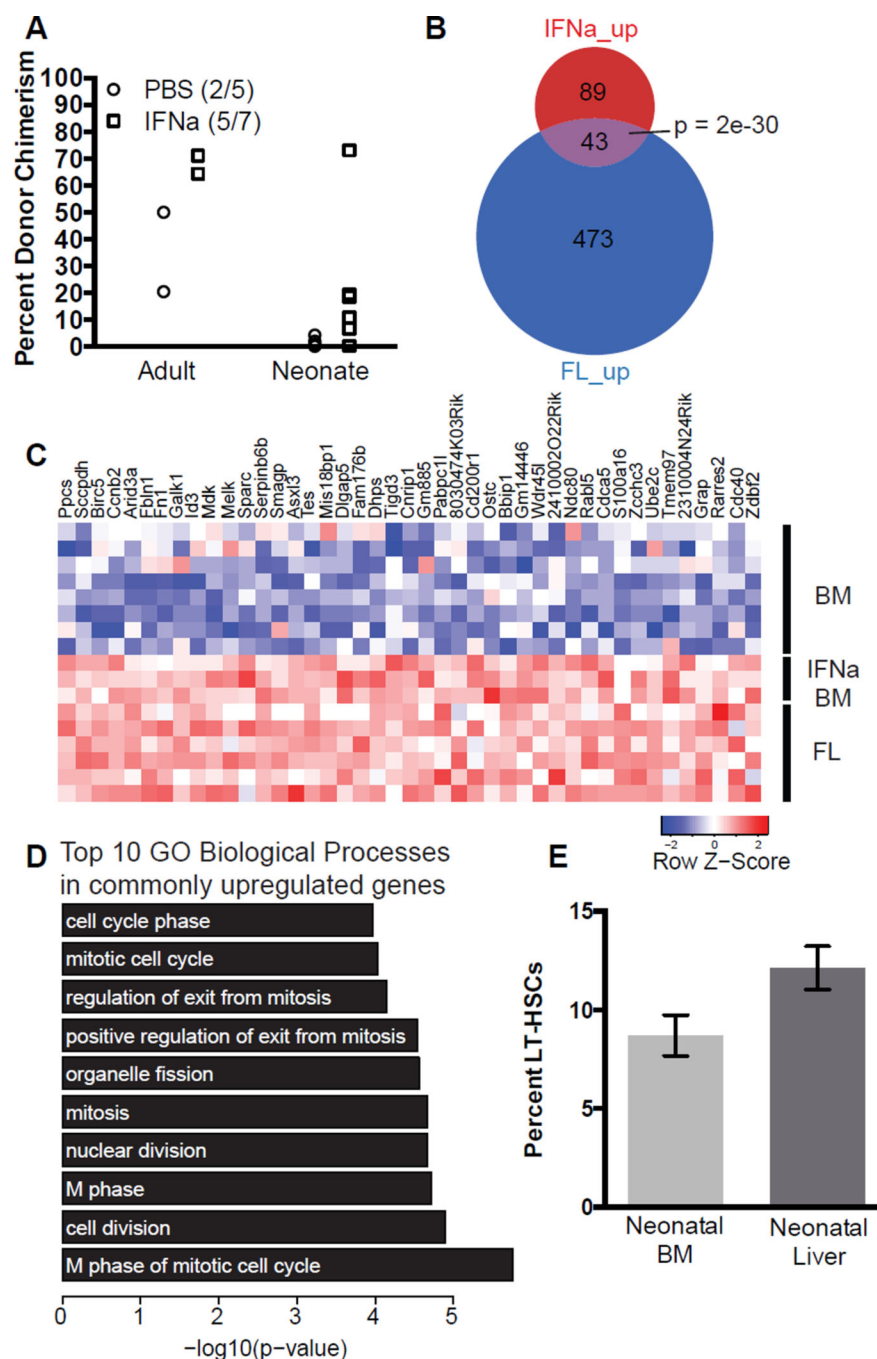 A
Percent Donor Chimerism
100
90
80
70
60
50
40
30
20
10
0
PBS (2/5)
IFNa (5/7)
Adult
Neonate
B
IFNa_up
89
43
p = 2e-30
473
FL_up
C
Ppcs
Sccpdh
Birc5
Ccnb2
Arid3a
Fbln1
Fn1
Galk1
Id3
Mdk
Melk
Sparc
Serpinb6b
Smagp
Asxl3
Tes
Mis18bp1
Dlgap5
Fam176b
Dhps
Tigd3
Cnrip1
Gm885
Pabpc1l
8030474K03Rik
Cd200r1
Ostc
Bbip1
Gm14446
Wdr45l
2410002O22Rik
Ndc80
Rabl5
Cdca5
S100a16
Zcchc3
Ube2c
Tmem97
2310004N24Rik
Grap
Rarres2
Cdc40
Zdbf2
BM
IFNa
BM
FL
−2 0 2
Row Z−Score
D
Top 10 GO Biological Processes
in commonly upregulated genes
cell cycle phase
mitotic cell cycle
regulation of exit from mitosis
positive regulation of exit from mitosis
organelle fission
mitosis
nuclear division
M phase
cell division
M phase of mitotic cell cycle
0 1 2 3 4 5
−log10(p−value)
E
Percent LT-HSCs
15
10
5
0
Neonatal
BM
Neonatal
Liver